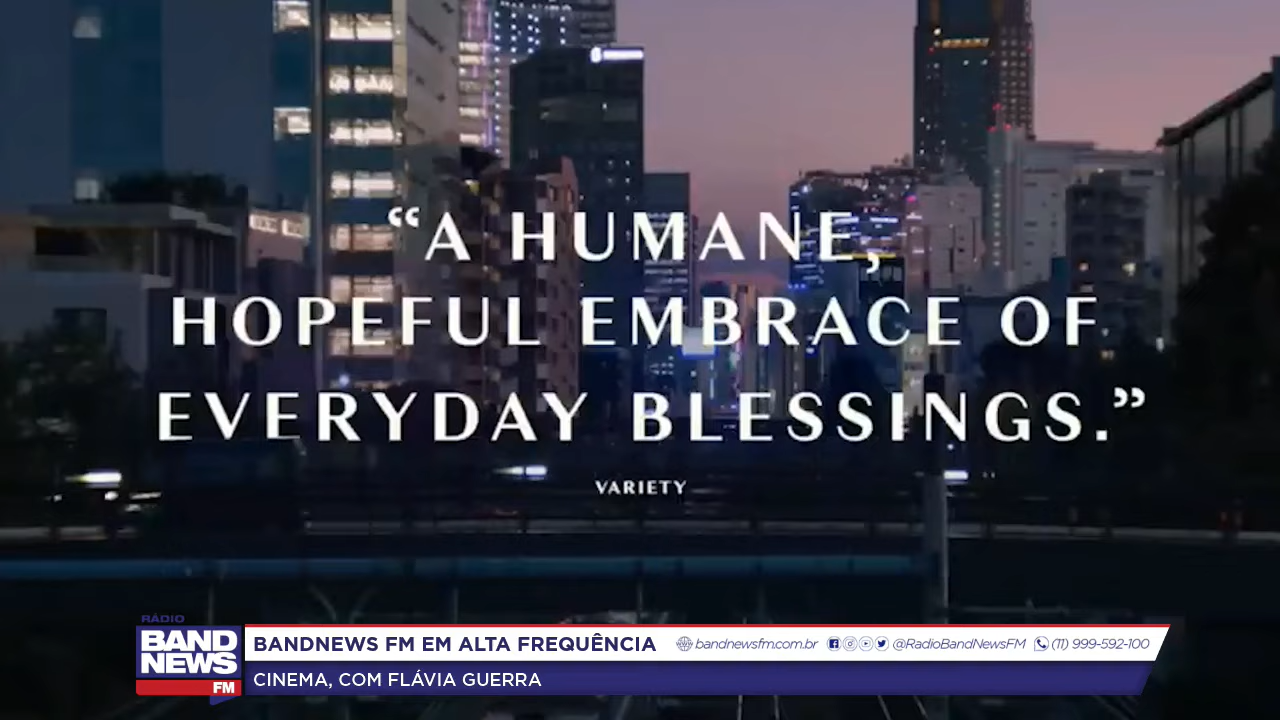 “A HUMANE,
HOPEFUL EMBRACE OF
EVERYDAY BLESSINGS.”
VARIETY
RÁDIO
BAND
NEWS
FM
BANDNEWS FM EM ALTA FREQUÊNCIA
bandnewsfm.com.br @RadioBandNewsFM (11) 999-592-100
CINEMA, COM FLÁVIA GUERRA